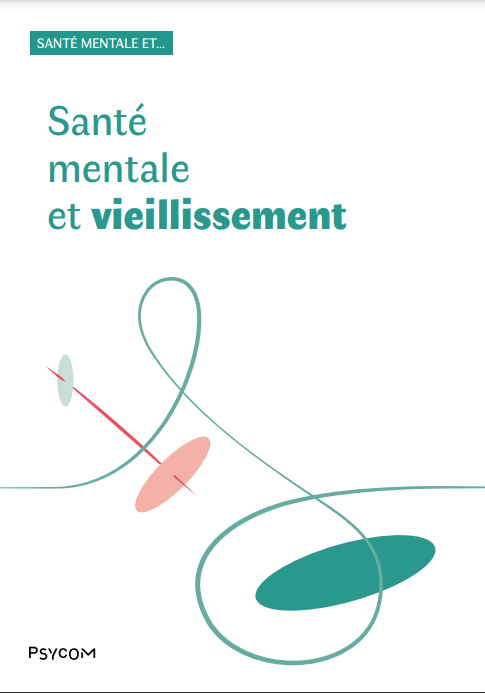 SANTÉ MENTALE ET...
Santé
mentale
et vieillissement
PSYCOM